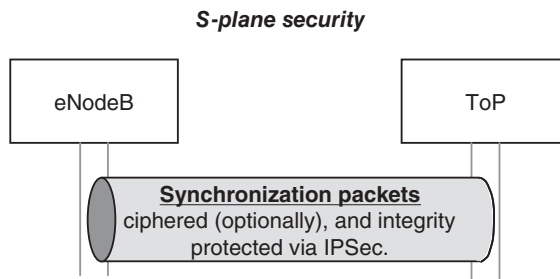 S-plane security
eNodeB
ToP
Synchronization packets
ciphered (optionally), and integrity
protected via IPSec.